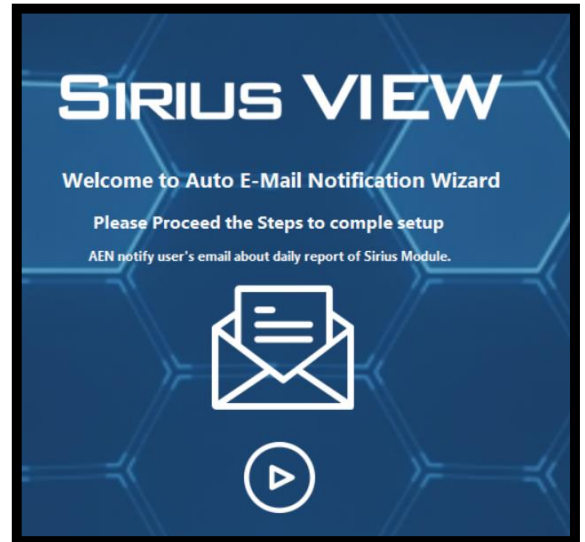 SIRIUS VIEW
Welcome to Auto E-Mail Notification Wizard
Please Proceed the Steps to comple setup
AEN notify user's email about daily report of Sirius Module.